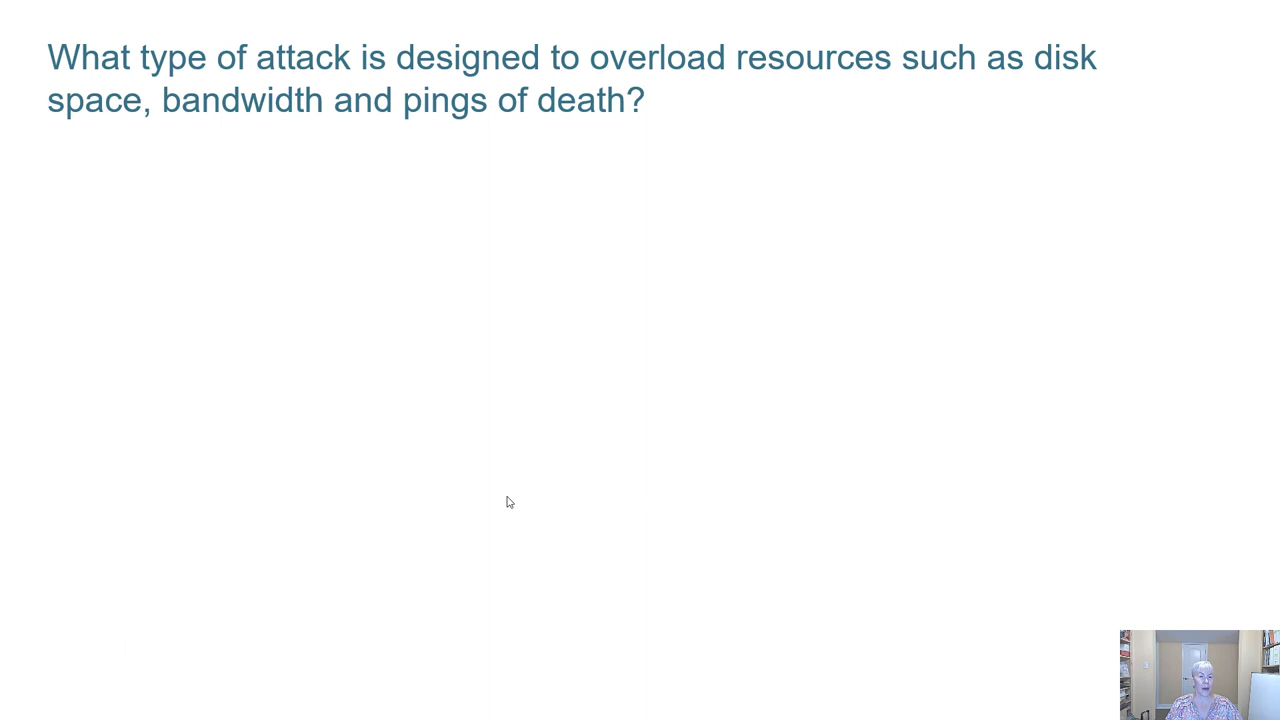 What type of attack is designed to overload resources such as disk
space, bandwidth and pings of death?